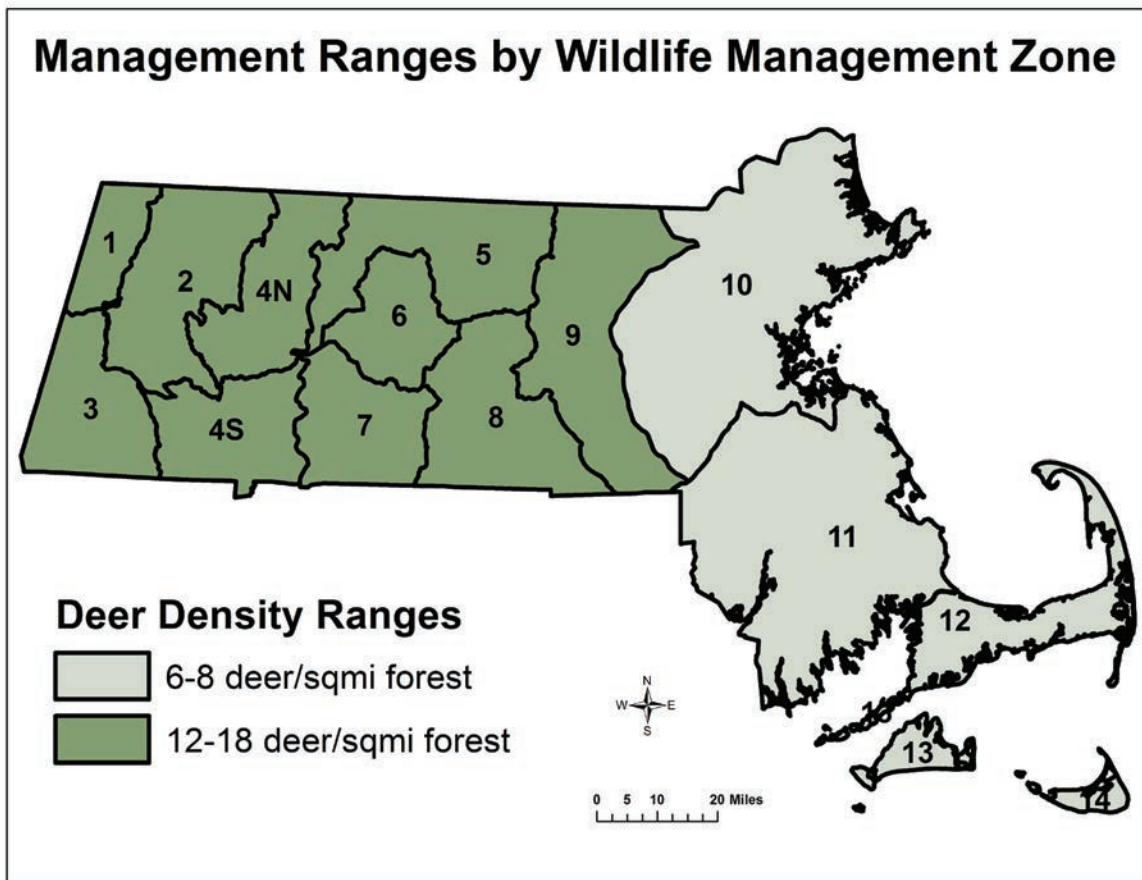 Management Ranges by Wildlife Management Zone
1
2
4N
5
6
9
10
3
4S
7
8
11
12
13
14
Deer Density Ranges
6-8 deer/sqmi forest
12-18 deer/sqmi forest
N
W E
S
0 5 10 20 Miles